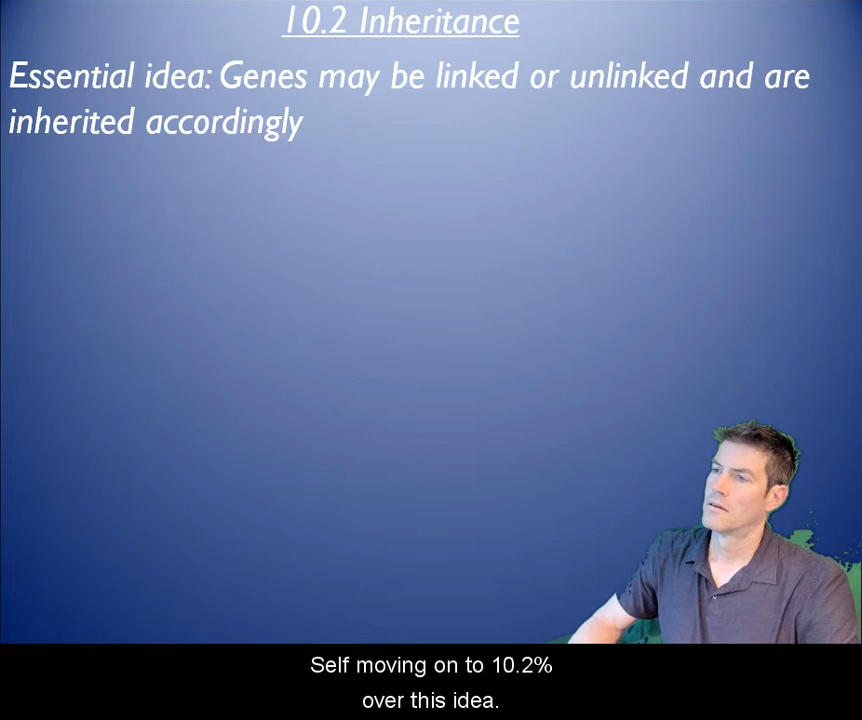 10.2 Inheritance
Essential idea: Genes may be linked or unlinked and are
inherited accordingly
Self moving on to 10.2%
over this idea.